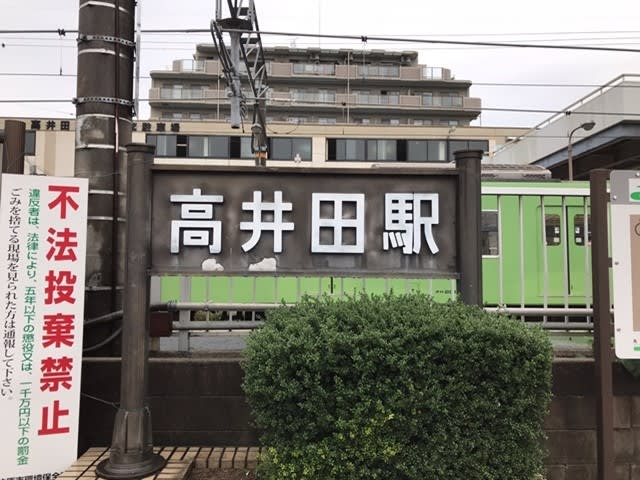 高井田駅
高井田
不法投棄禁止
違反者は、法律により、五年以下の懲役又は、一千万円以下の罰金
ごみを捨てる現場を見られた方は通報して下さい。